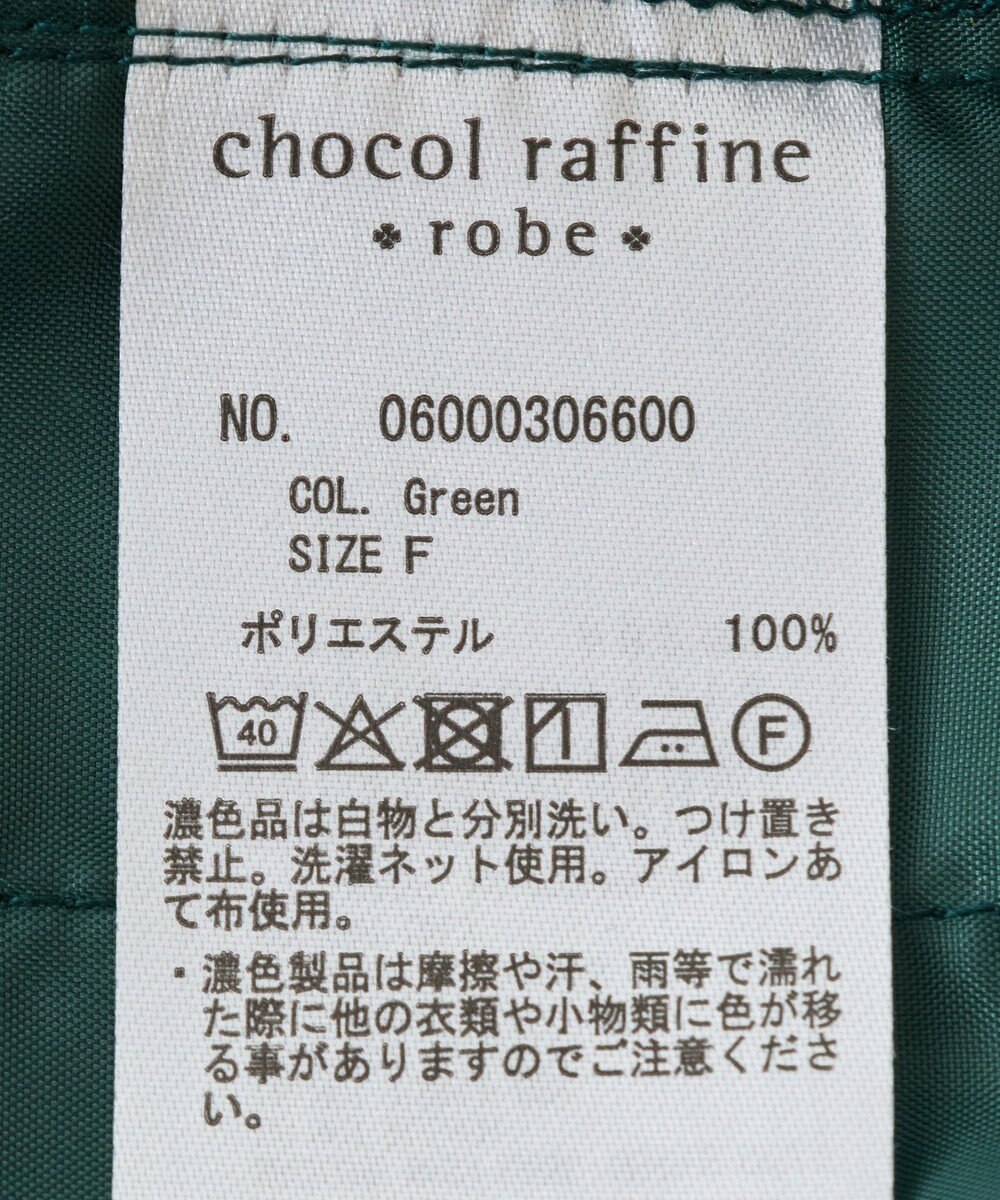 chocol raffine
robe
NO. 06000306600
COL. Green
SIZE F
ポリエステル 100%
40 F
濃色品は白物と分別洗い。つけ置き
禁止。洗濯ネット使用。アイロンあ
て布使用。
・濃色製品は摩擦や汗、雨等で濡れ
た際に他の衣類や小物類に色が移
る事がありますのでご注意くださ
い。